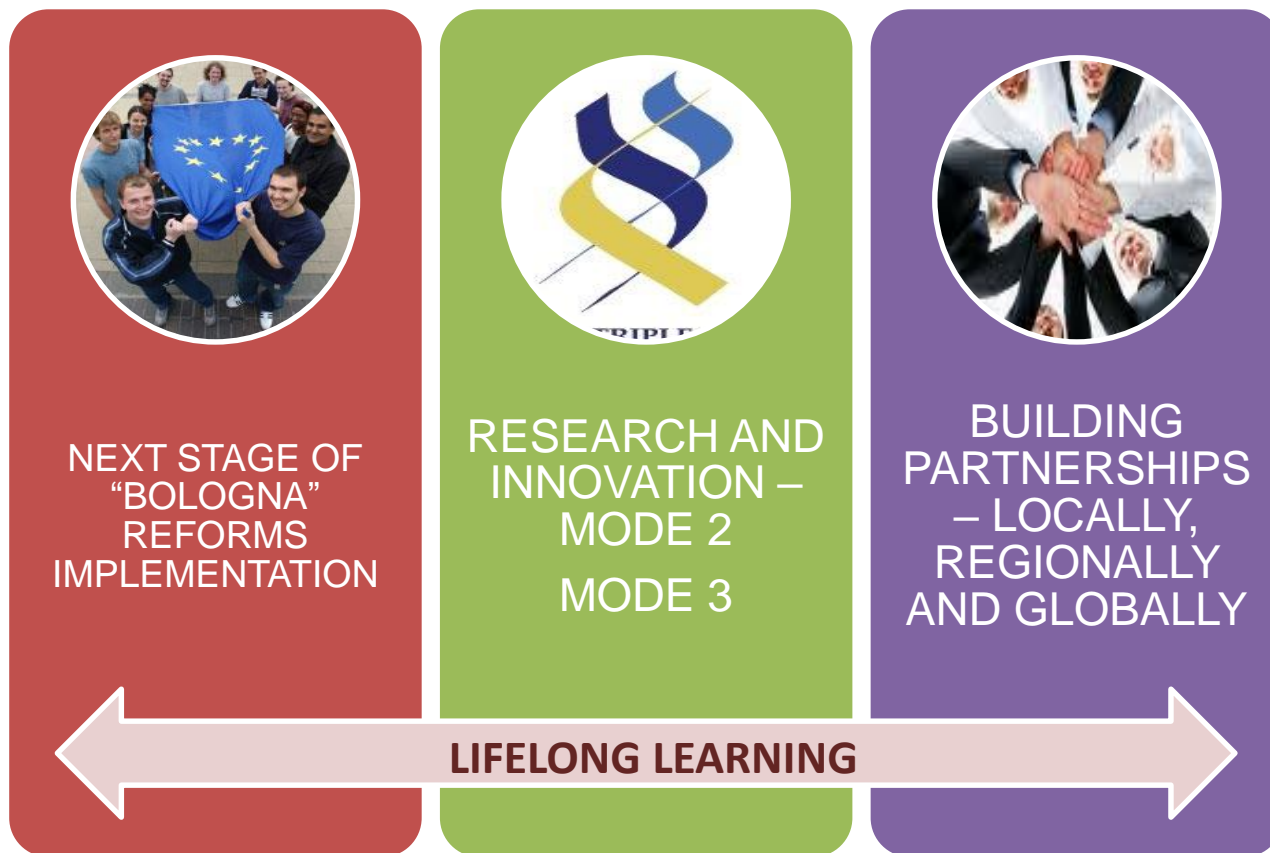 NEXT STAGE OF
“BOLOGNA”
REFORMS
IMPLEMENTATION
RESEARCH AND
INNOVATION –
MODE 2
MODE 3
BUILDING
PARTNERSHIPS
– LOCALLY,
REGIONALLY
AND GLOBALLY
LIFELONG LEARNING